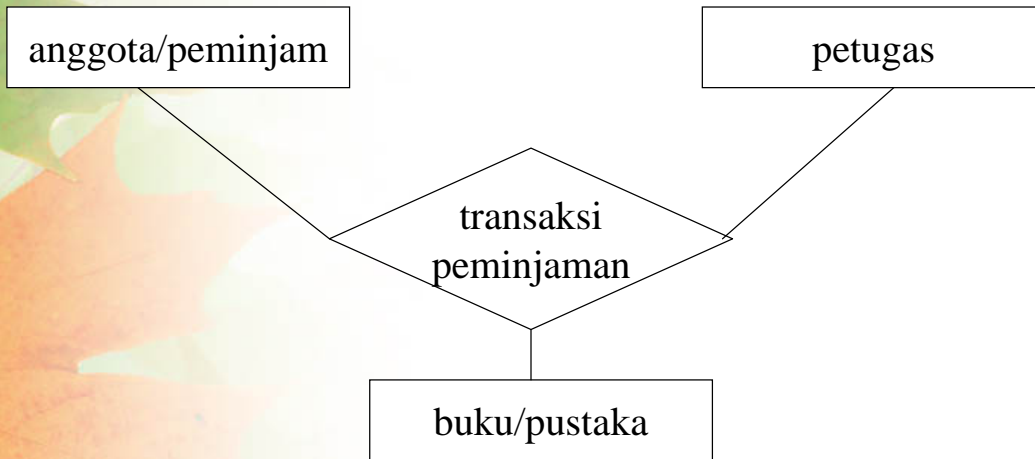 anggota/peminjam
petugas
transaksi
peminjaman
buku/pustaka